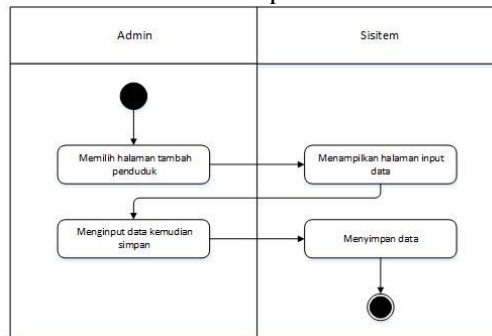 Admin
Sisitem
Memilih halaman tambah
penduduk
Menampilkan halaman input
data
Menginput data kemudian
simpan
Menyimpan data